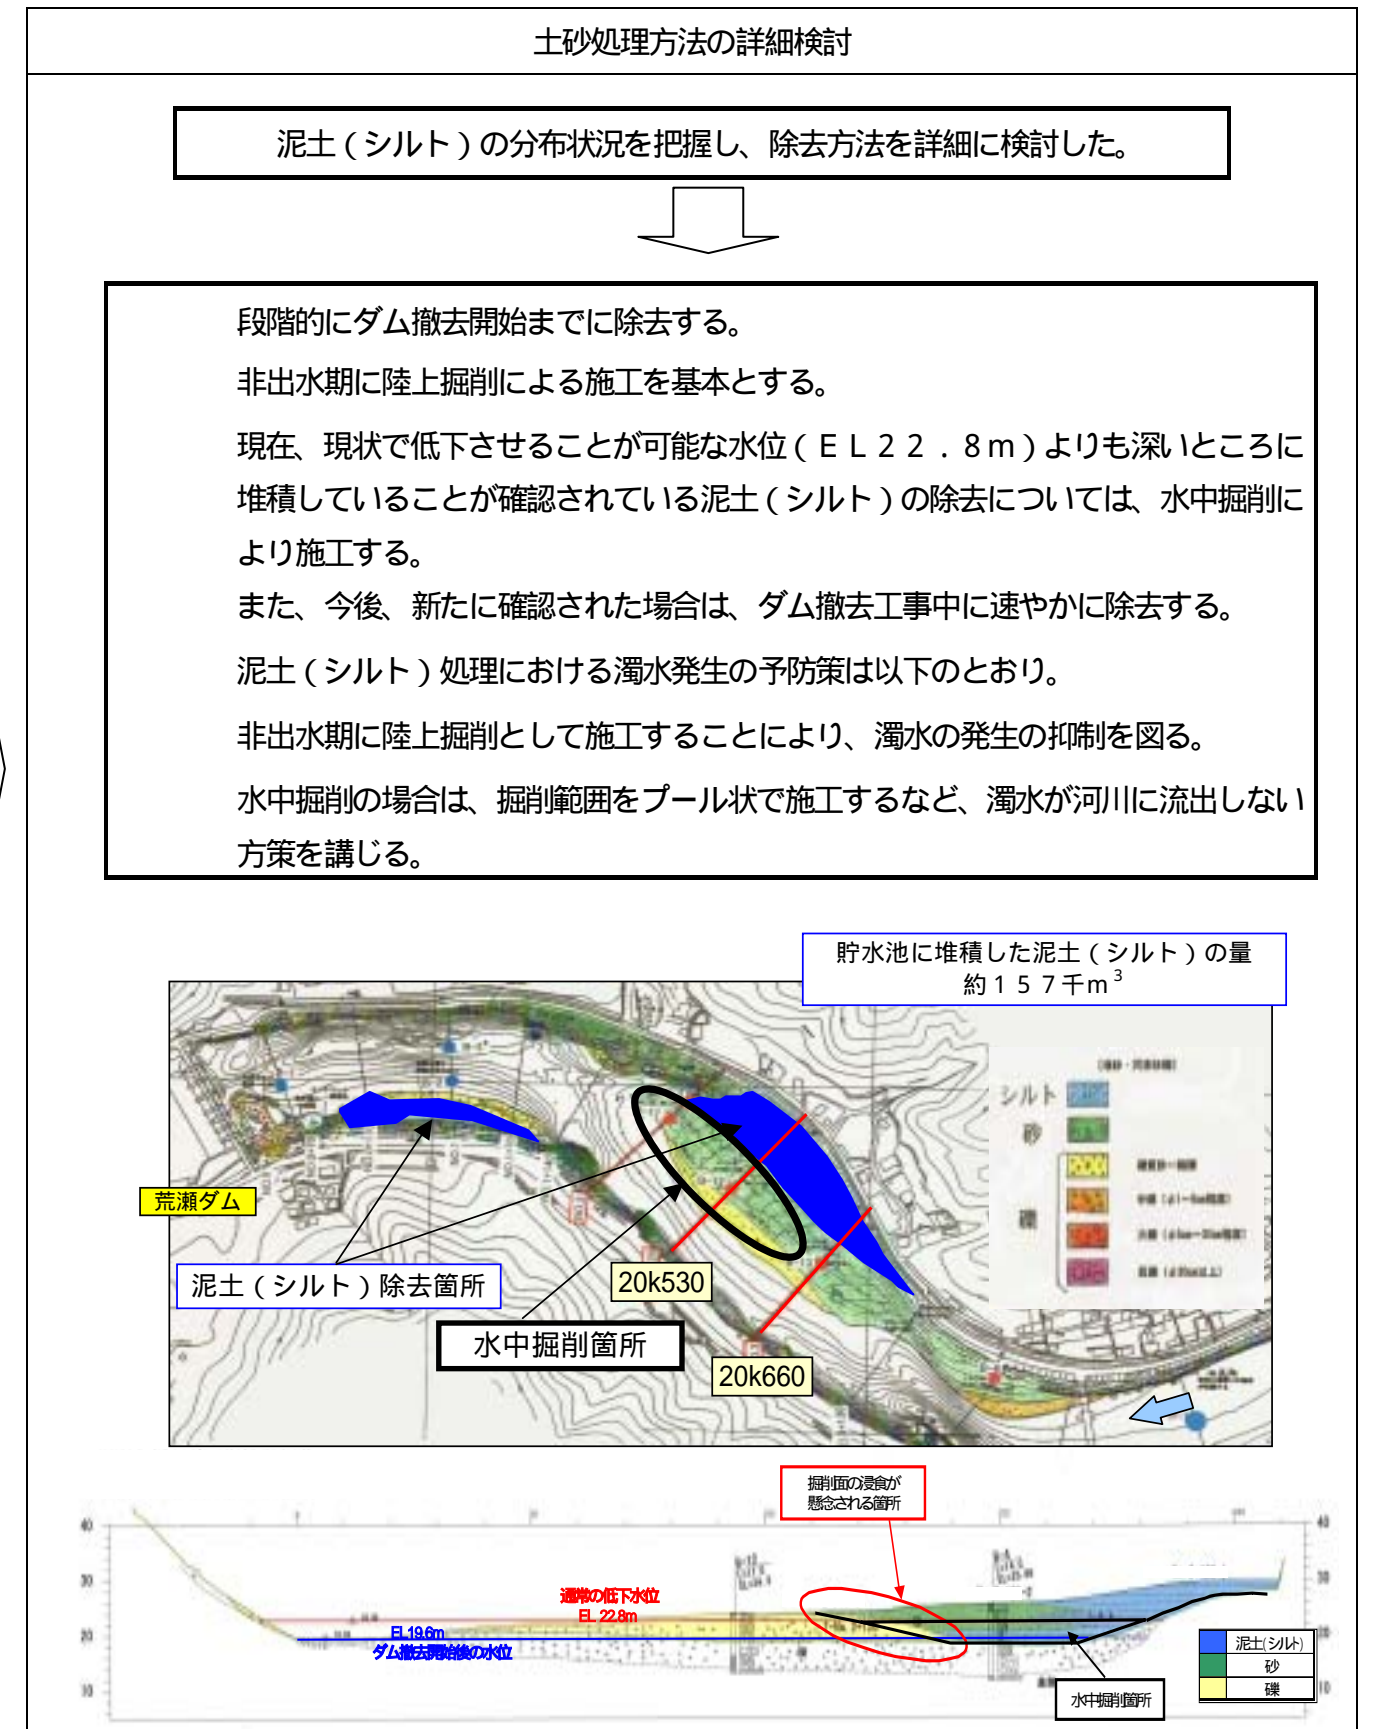 土砂処理方法の詳細検討
泥土（シルト）の分布状況を把握し、除去方法を詳細に検討した。
段階的にダム撤去開始までに除去する。
非出水期に陸上掘削による施工を基本とする。
現在、現状で低下させることが可能な水位（ＥＬ２２．８ｍ）よりも深いところに
堆積していることが確認されている泥土（シルト）の除去については、水中掘削に
より施工する。
また、今後、新たに確認された場合は、ダム撤去工事中に速やかに除去する。
泥土（シルト）処理における濁水発生の予防策は以下のとおり。
非出水期に陸上掘削として施工することにより、濁水の発生の抑制を図る。
水中掘削の場合は、掘削範囲をプール状で施工するなど、濁水が河川に流出しない
方策を講じる。
貯水池に堆積した泥土（シルト）の量
約１５７千m³
シルト
砂
礫
荒瀬ダム
泥土（シルト）除去箇所
20k530
水中掘削箇所
20k660
掘削面の浸食が
懸念される箇所
40
40
30
30
通常の低下水位
EL 22.8m
EL19.6m
ダム撤去開始後の水位
20
20
泥土(シルト)
砂
礫
水中掘削箇所
10
10